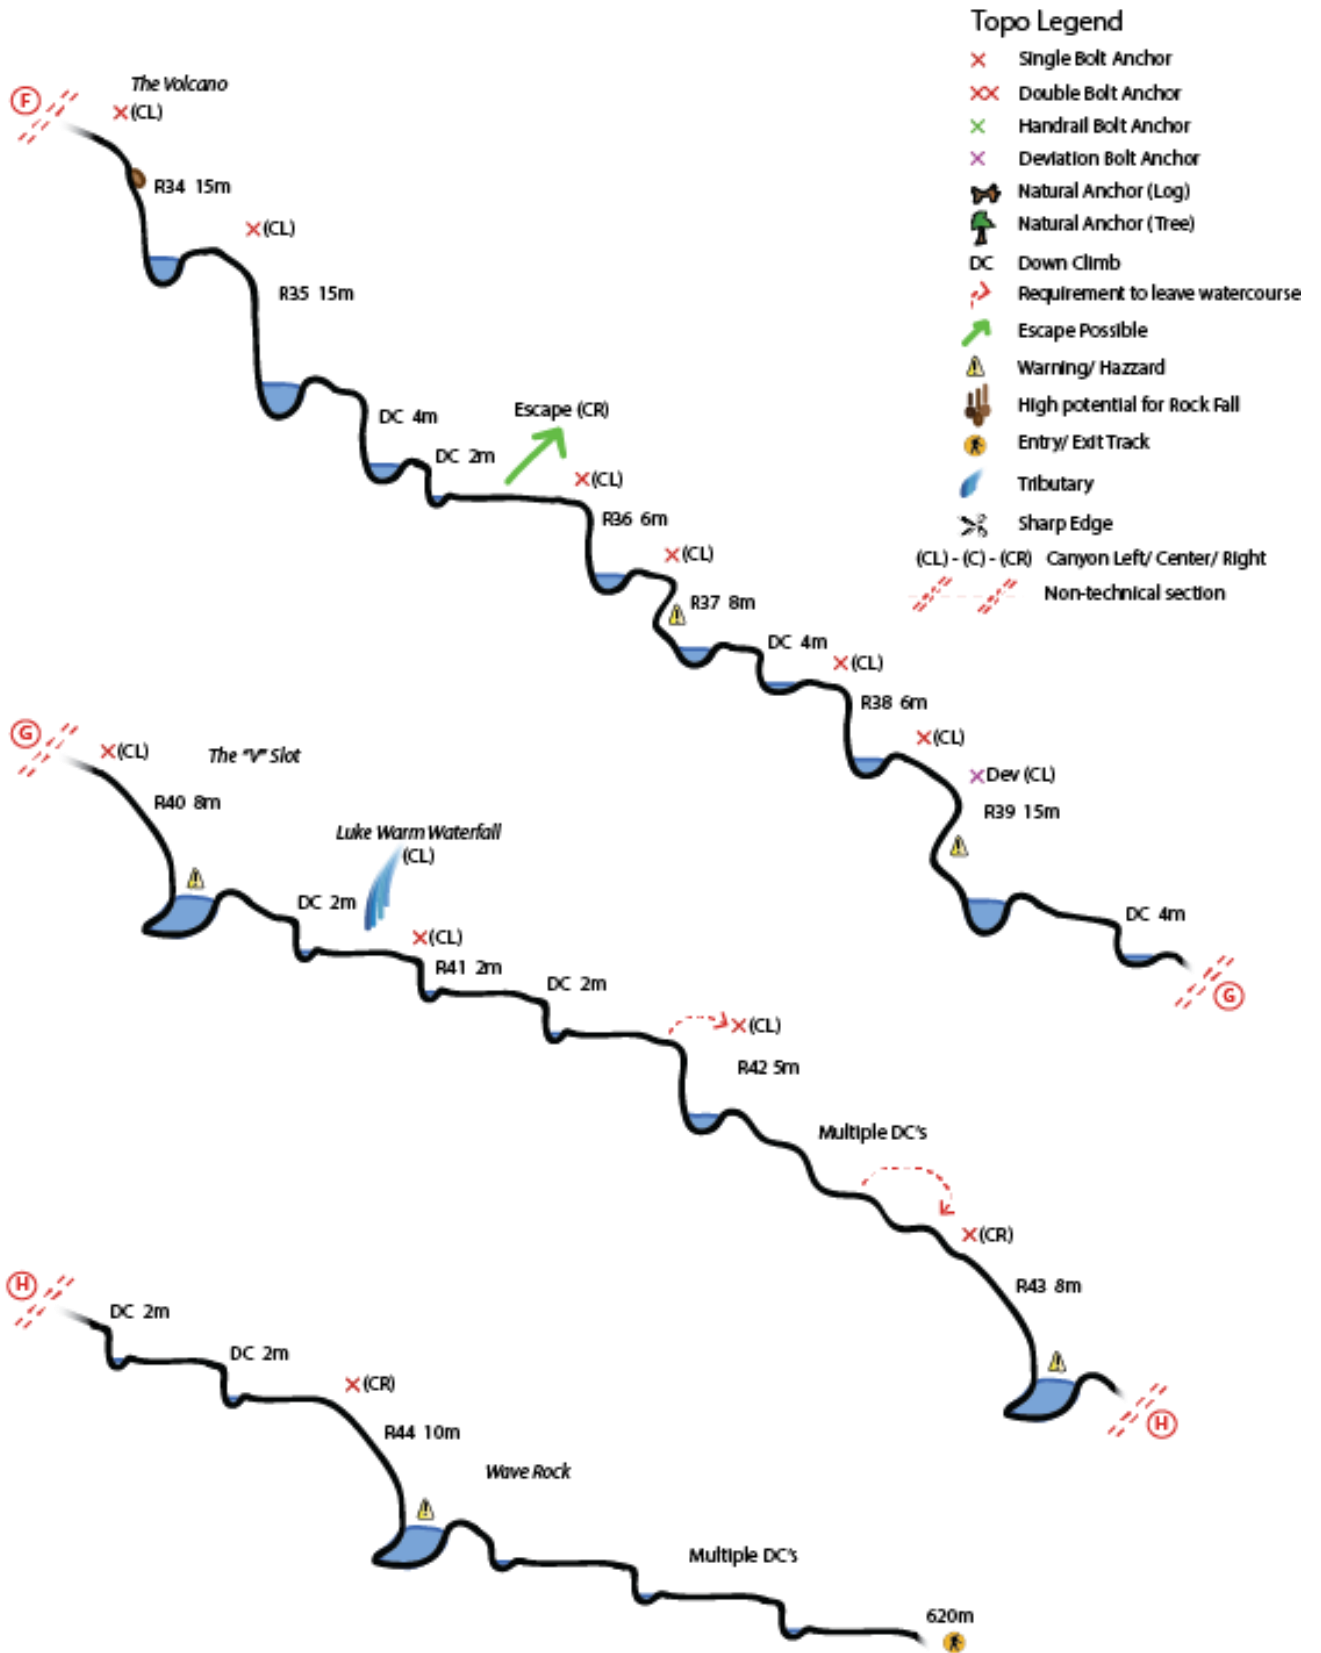 Topo Legend
Single Bolt Anchor
Double Bolt Anchor
Handrail Bolt Anchor
Deviation Bolt Anchor
Natural Anchor (Log)
Natural Anchor (Tree)
DC Down Climb
Requirement to leave watercourse
Escape Possible
Warning/ Hazzard
High potential for Rock Fall
Entry/ Exit Track
Tributary
Sharp Edge
(CL) - (C) - (CR) Canyon Left/ Center/ Right
Non-technical section
F
The Volcano
(CL)
R34 15m
(CL)
R35 15m
DC 4m
DC 2m
Escape (CR)
(CL)
R36 6m
(CL)
R37 8m
DC 4m
(CL)
R38 6m
(CL)
Dev (CL)
R39 15m
DC 4m
G
G
(CL)
The "V" Slot
R40 8m
Luke Warm Waterfall
(CL)
DC 2m
(CL)
R41 2m
DC 2m
(CL)
R42 5m
Multiple DC's
(CR)
R43 8m
H
H
DC 2m
DC 2m
(CR)
R44 10m
Wave Rock
Multiple DC's
620m